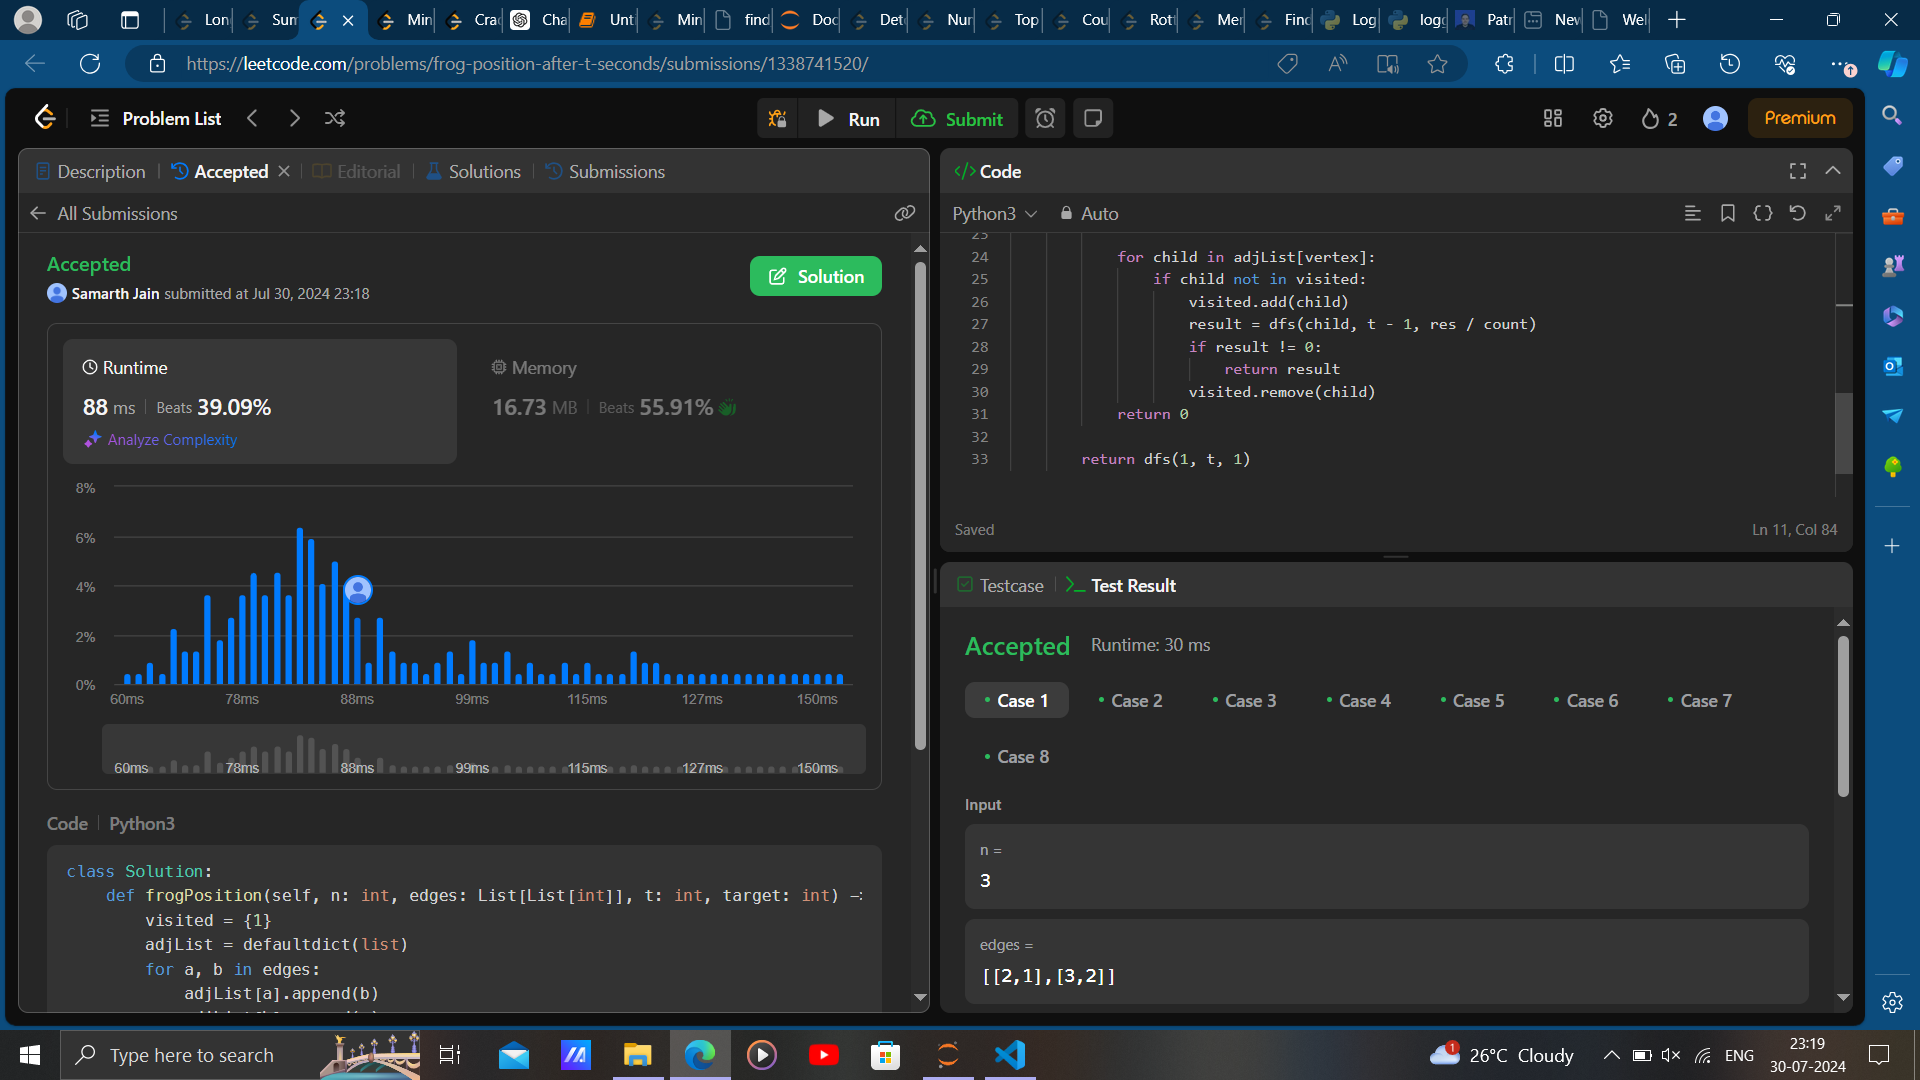 Lon
Sum
Min
Crac
Cha
Unti
Min
find
Doc
Dete
Num
Top
Cou
Rott
Mer
Find
Log
logg
Patr
New
Wel
https://leetcode.com/problems/frog-position-after-t-seconds/submissions/1338741520/
Problem List
Run
Submit
2
Premium
Description
Accepted
Editorial
Solutions
Submissions
All Submissions
Accepted
Samarth Jain submitted at Jul 30, 2024 23:18
Solution
Runtime
88 ms
Beats 39.09%
Analyze Complexity
Memory
16.73 MB
Beats 55.91%
8%
6%
4%
2%
0%
60ms 78ms 88ms 99ms 115ms 127ms 150ms
60ms 78ms 88ms 99ms 115ms 127ms 150ms
Code
Python3
class Solution:
def frogPosition(self, n: int, edges: List[List[int]], t: int, target: int) -
visited = {1}
adjList = defaultdict(list)
for a, b in edges:
adjList[a].append(b)
Code
Python3
Auto
23
24 for child in adjList[vertex]:
25 if child not in visited:
26 visited.add(child)
27 result = dfs(child, t - 1, res / count)
28 if result != 0:
29 return result
30 visited.remove(child)
31 return 0
32
33 return dfs(1, t, 1)
Saved
Ln 11, Col 84
Testcase
Test Result
Accepted
Runtime: 30 ms
Case 1
Case 2
Case 3
Case 4
Case 5
Case 6
Case 7
Case 8
Input
n =
3
edges =
[[2,1],[3,2]]
Type here to search
1
26°C Cloudy
ENG
23:19
30-07-2024